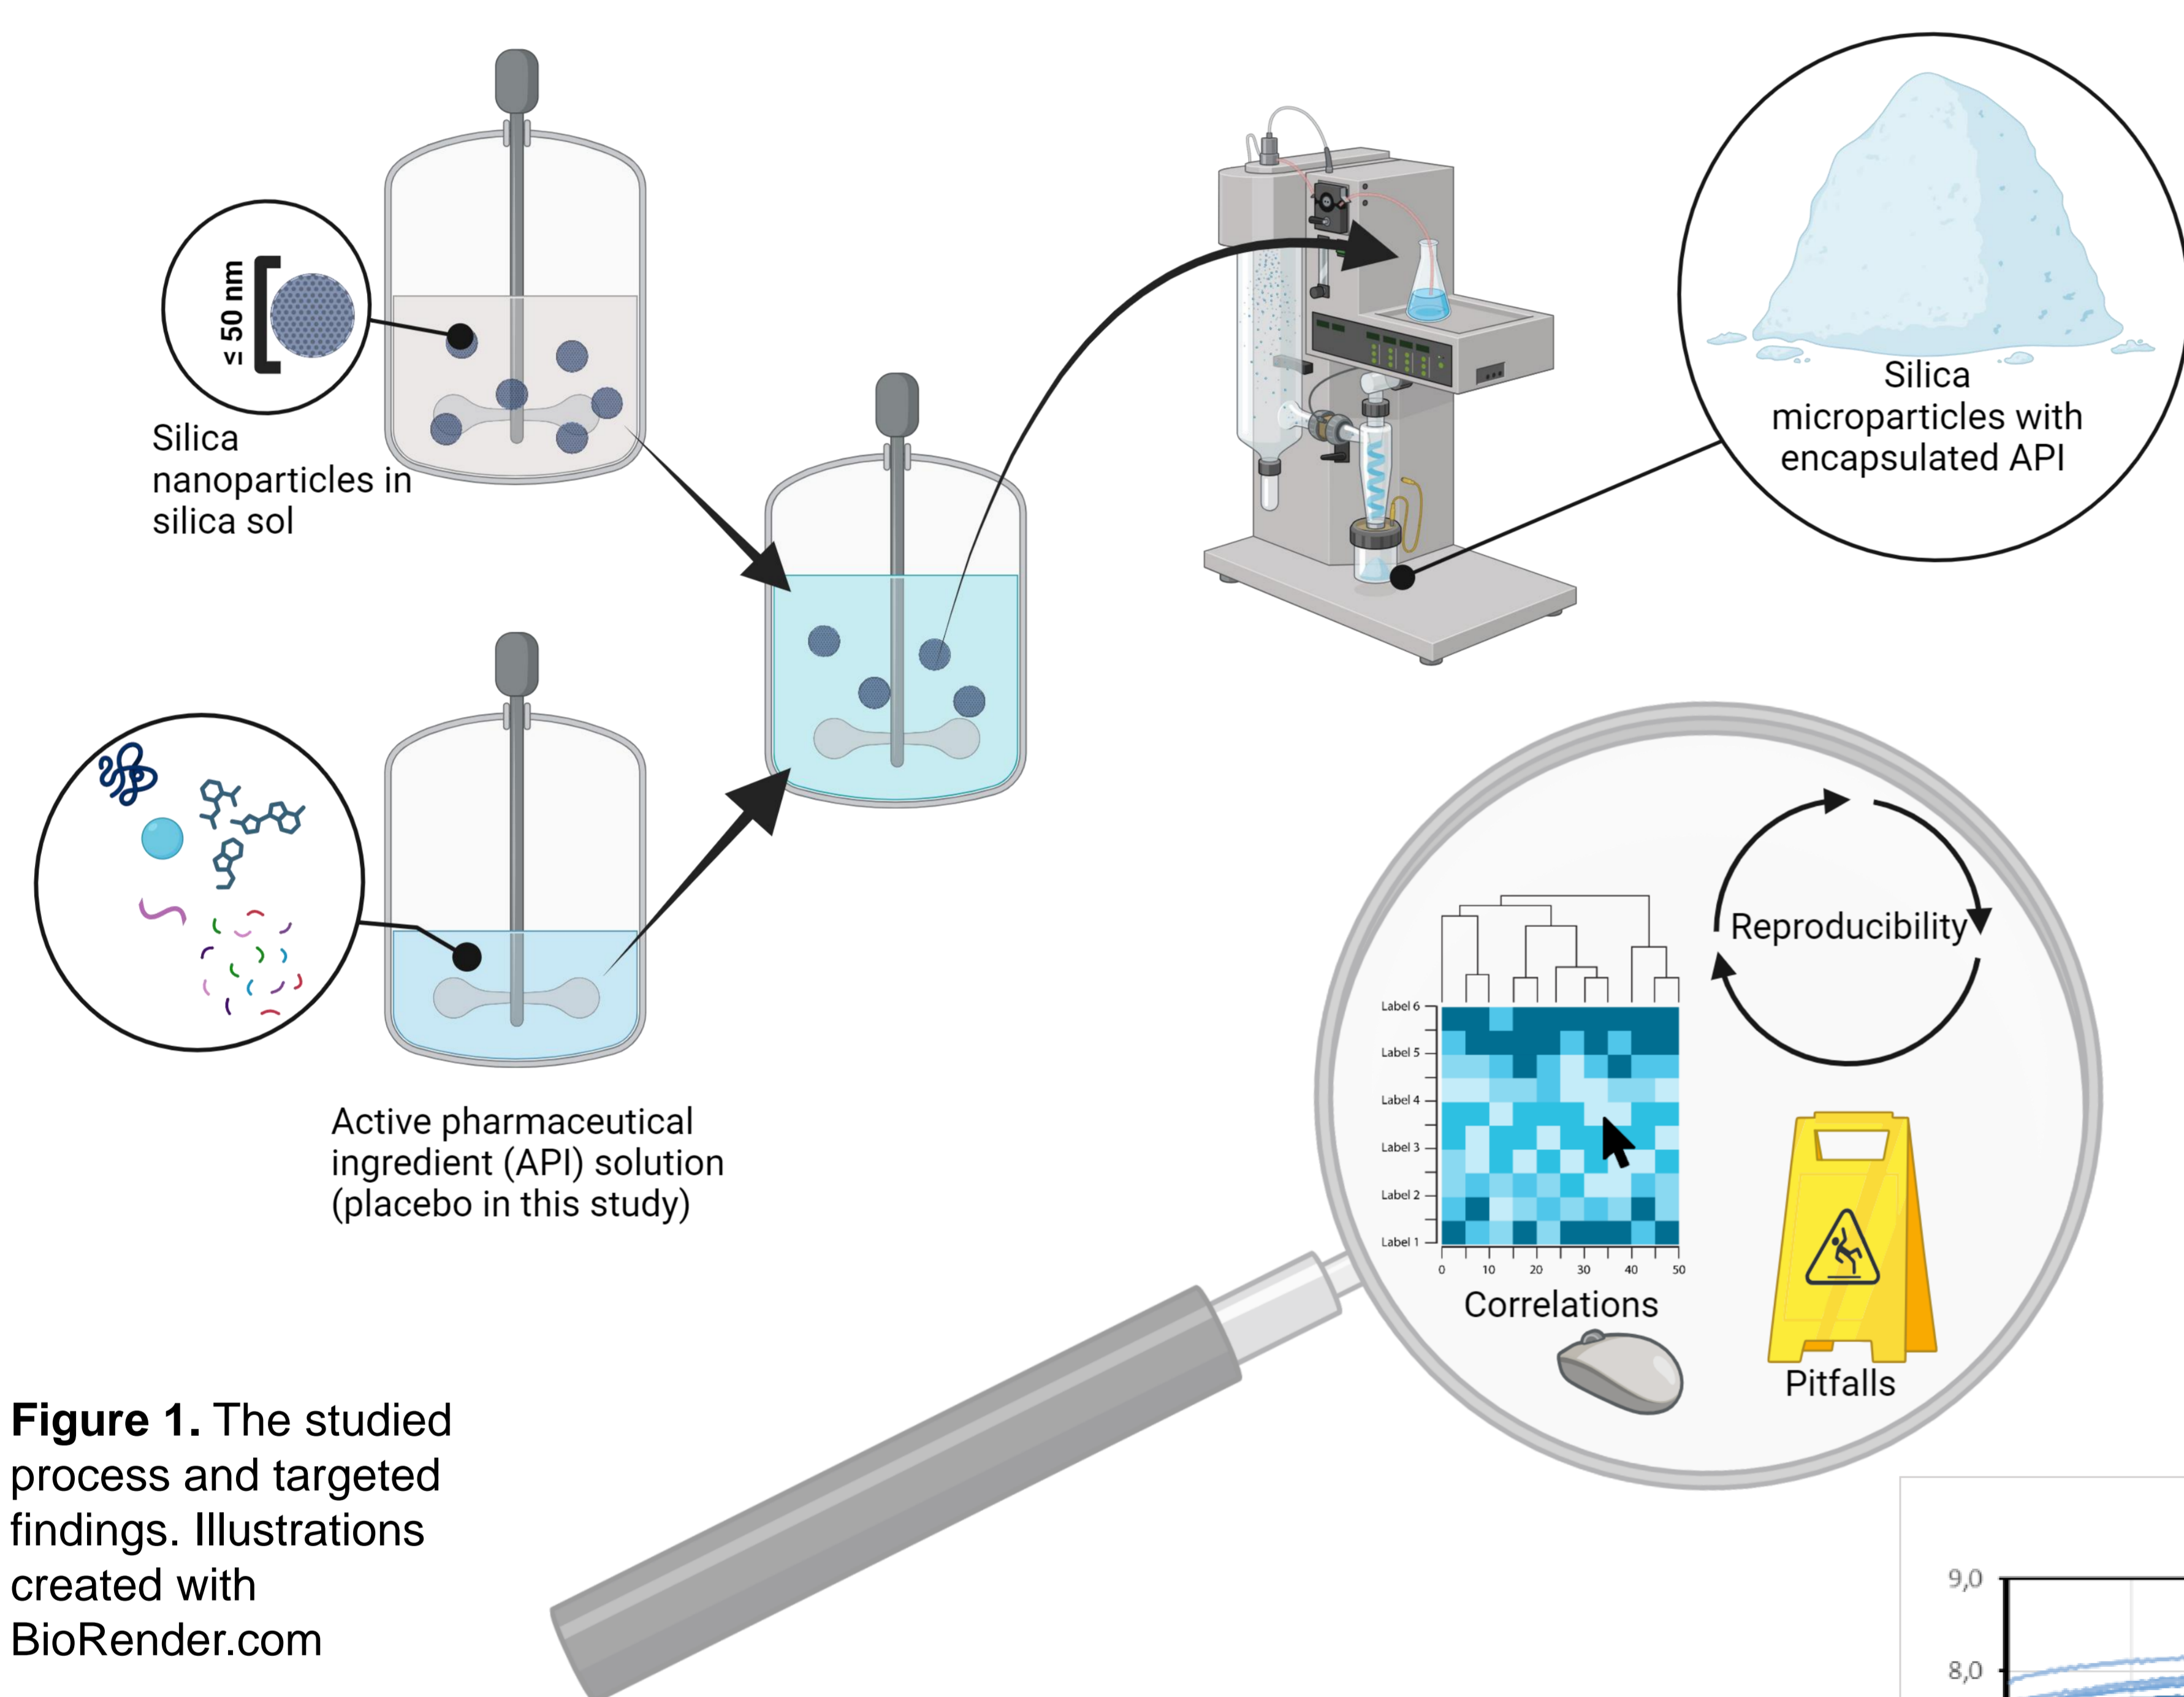 ≤ 50 nm
Silica
nanoparticles in
silica sol
Silica
microparticles with
encapsulated API
Active pharmaceutical
ingredient (API) solution
(placebo in this study)
Reproducibility
Label 6
Label 5
Label 4
Label 3
Label 2
Label 1
0 10 20 30 40 50
Correlations
Pitfalls
Figure 1. The studied
process and targeted
findings. Illustrations
created with
BioRender.com
9,0
8,0